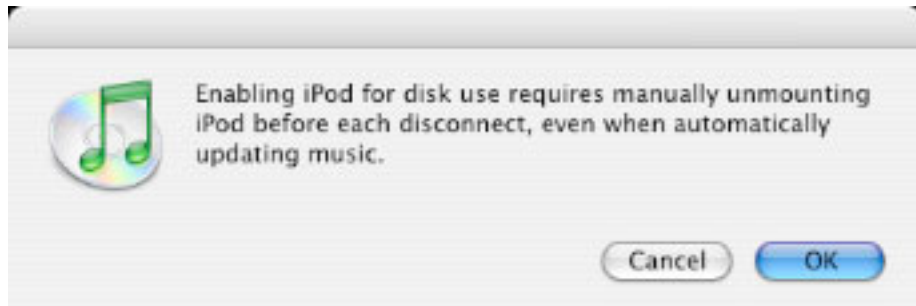 Enabling iPod for disk use requires manually unmounting
iPod before each disconnect, even when automatically
updating music.
Cancel
OK